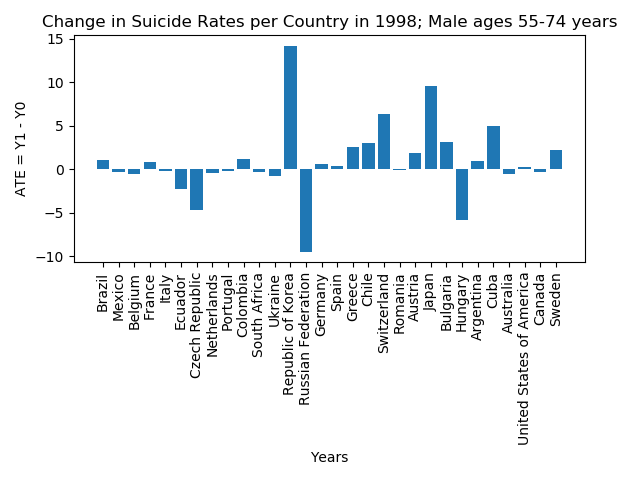 Change in Suicide Rates per Country in 1998; Male ages 55-74 years
ATE = Y1 - Y0
15
10
5
0
−5
−10
Brazil
Mexico
Belgium
France
Italy
Ecuador
Czech Republic
Netherlands
Portugal
Colombia
South Africa
Ukraine
Republic of Korea
Russian Federation
Germany
Spain
Greece
Chile
Switzerland
Romania
Austria
Japan
Bulgaria
Hungary
Argentina
Cuba
Australia
United States of America
Canada
Sweden
Years